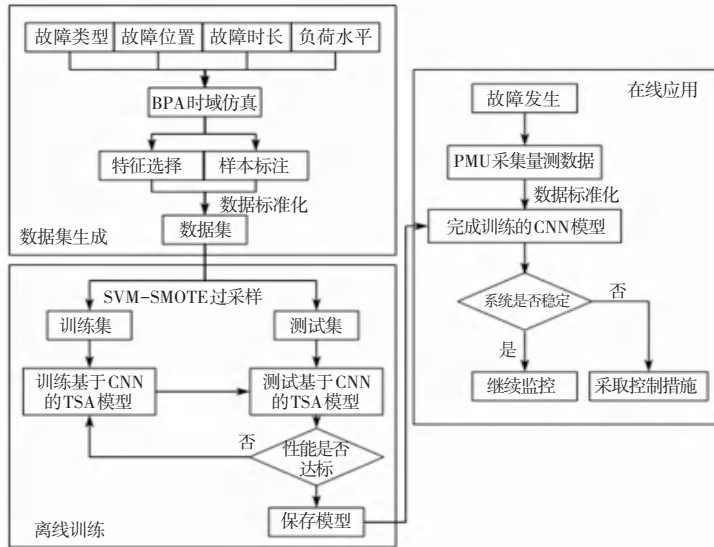 故障类型
故障位置
故障时长
负荷水平
BPA时域仿真
特征选择
样本标注
数据标准化
数据集
数据集生成
SVM-SMOTE过采样
训练集
测试集
训练基于CNN
的TSA模型
测试基于CNN
的TSA模型
否
性能是否
达标
保存模型
离线训练
在线应用
故障发生
PMU采集量测数据
数据标准化
完成训练的CNN模型
系统是否稳定
否
是
继续监控
采取控制措施